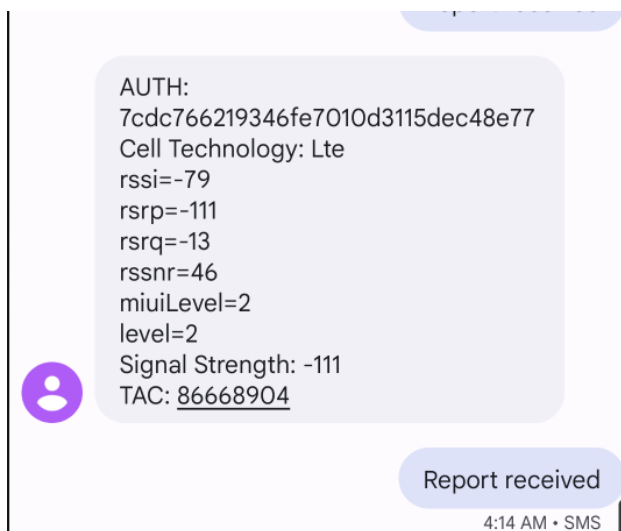 AUTH:
7cdc766219346fe7010d3115dec48e77
Cell Technology: Lte
rssi=-79
rsrp=-111
rsrq=-13
rssnr=46
miuiLevel=2
level=2
Signal Strength: -111
TAC: 86668904
Report received
4:14 AM • SMS